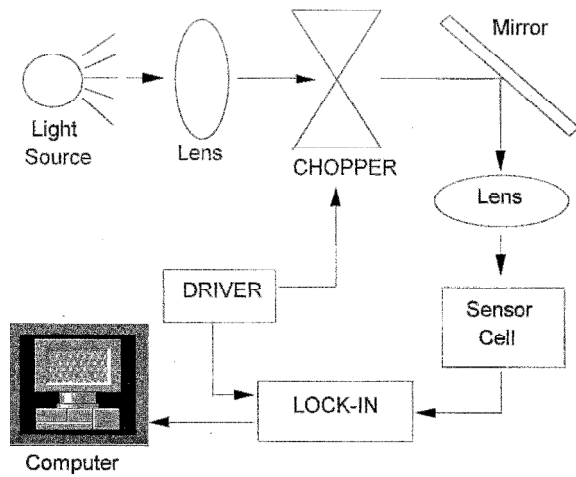 Mirror
Light
Source
Lens
CHOPPER
Lens
DRIVER
Sensor
Cell
LOCK-IN
Computer